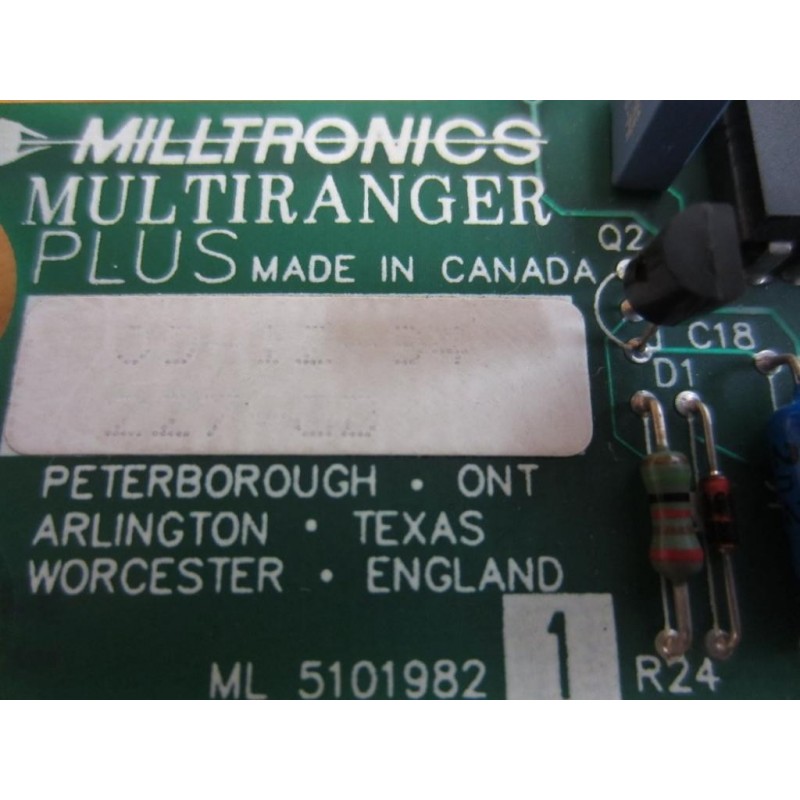 MILLTRONICS
MULTIRANGER
PLUS MADE IN CANADA
Q2
C18
D1
PETERBOROUGH • ONT
ARLINGTON • TEXAS
WORCESTER • ENGLAND
ML 5101982 1 R24